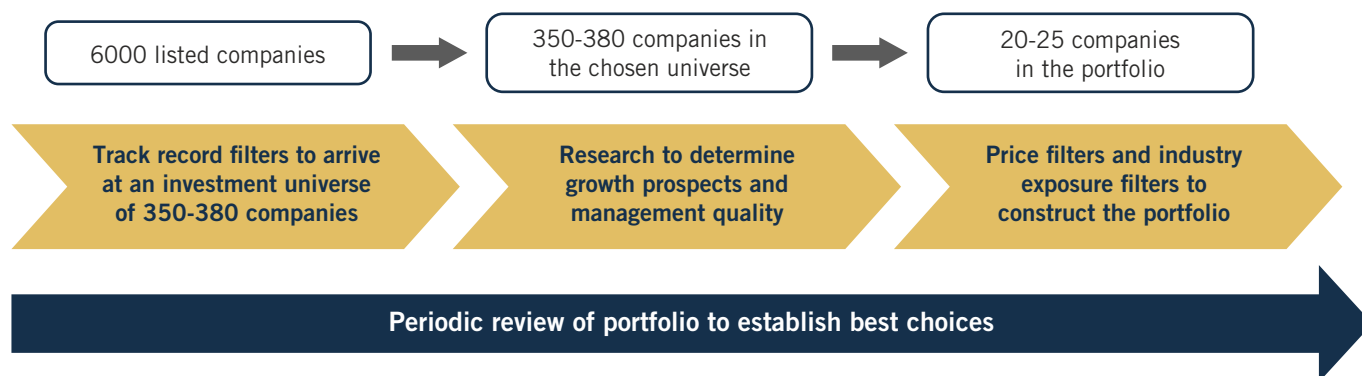 6000 listed companies
350-380 companies in
the chosen universe
20-25 companies
in the portfolio
Track record filters to arrive
at an investment universe
of 350-380 companies
Research to determine
growth prospects and
management quality
Price filters and industry
exposure filters to
construct the portfolio
Periodic review of portfolio to establish best choices